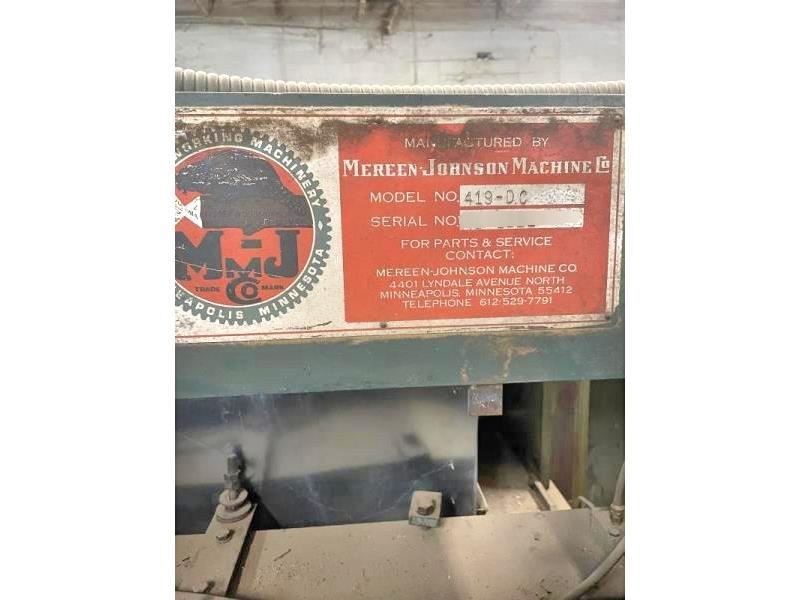 ORKING MACHINERY
M-J
M
CO
TRADE MARK
EAPOLIS MINNESOTA
MANUFACTURED BY
MEREEN-JOHNSON MACHINE CO
MODEL NO. 419-DC
SERIAL NO.
FOR PARTS & SERVICE
CONTACT:
MEREEN-JOHNSON MACHINE CO.
4401 LYNDALE AVENUE NORTH
MINNEAPOLIS, MINNESOTA 55412
TELEPHONE 612-529-7791